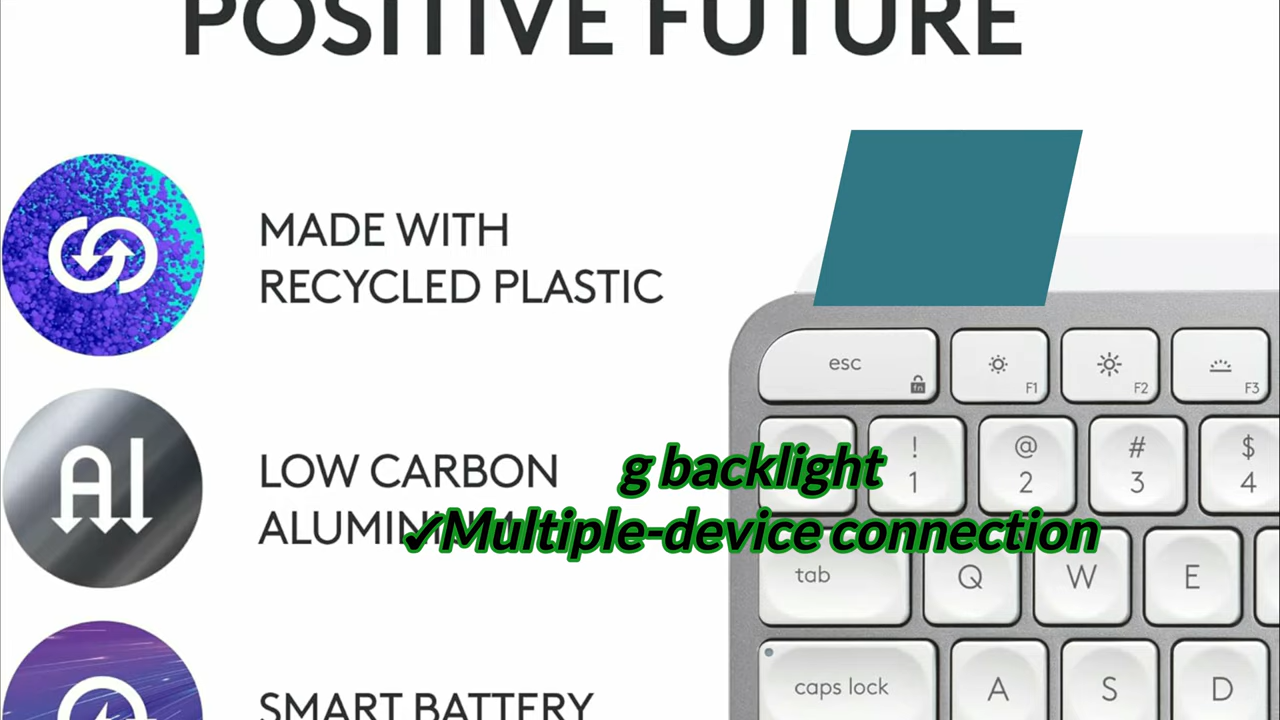 POSITIVE FUTURE
MADE WITH
RECYCLED PLASTIC
LOW CARBON
g backlight
✓Multiple-device connection
SMART BATTERY
esc
fn
F1
F2
F3
!
1
@
2
#
3
$
4
tab
Q
W
E
caps lock
A
S
D